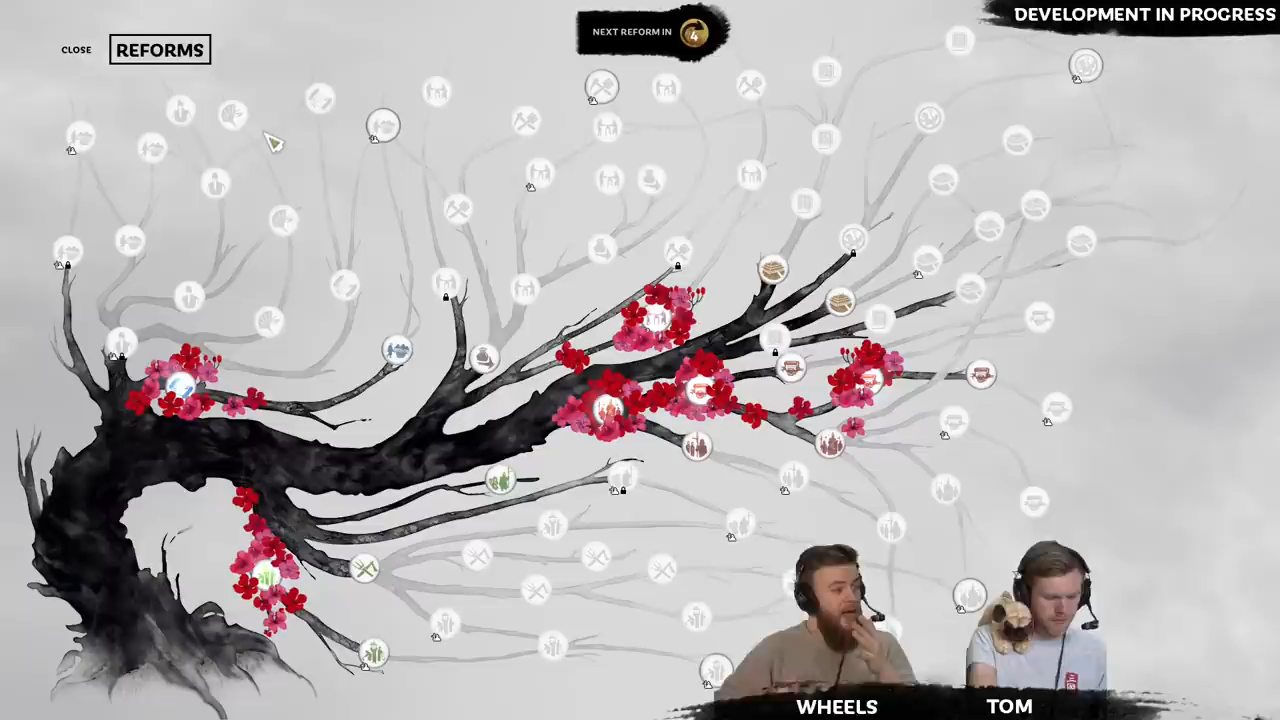 DEVELOPMENT IN PROGRESS
NEXT REFORM IN 4
CLOSE REFORMS
WHEELS TOM